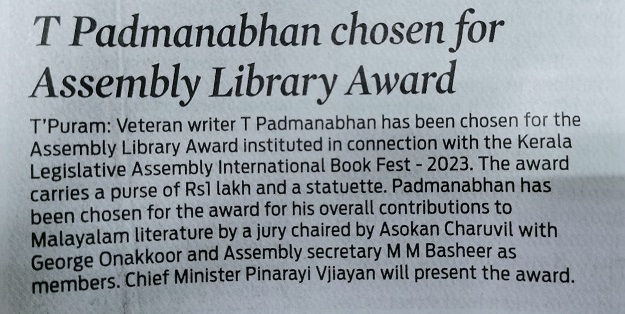 T Padmanabhan chosen for
Assembly Library Award
T'Puram: Veteran writer T Padmanabhan has been chosen for the
Assembly Library Award instituted in connection with the Kerala
Legislative Assembly International Book Fest - 2023. The award
carries a purse of Rs1 lakh and a statuette. Padmanabhan has
been chosen for the award for his overall contributions to
Malayalam literature by a jury chaired by Asokan Charuvil with
George Onakkoor and Assembly secretary M M Basheer as
members. Chief Minister Pinarayi Vjiayan will present the award.